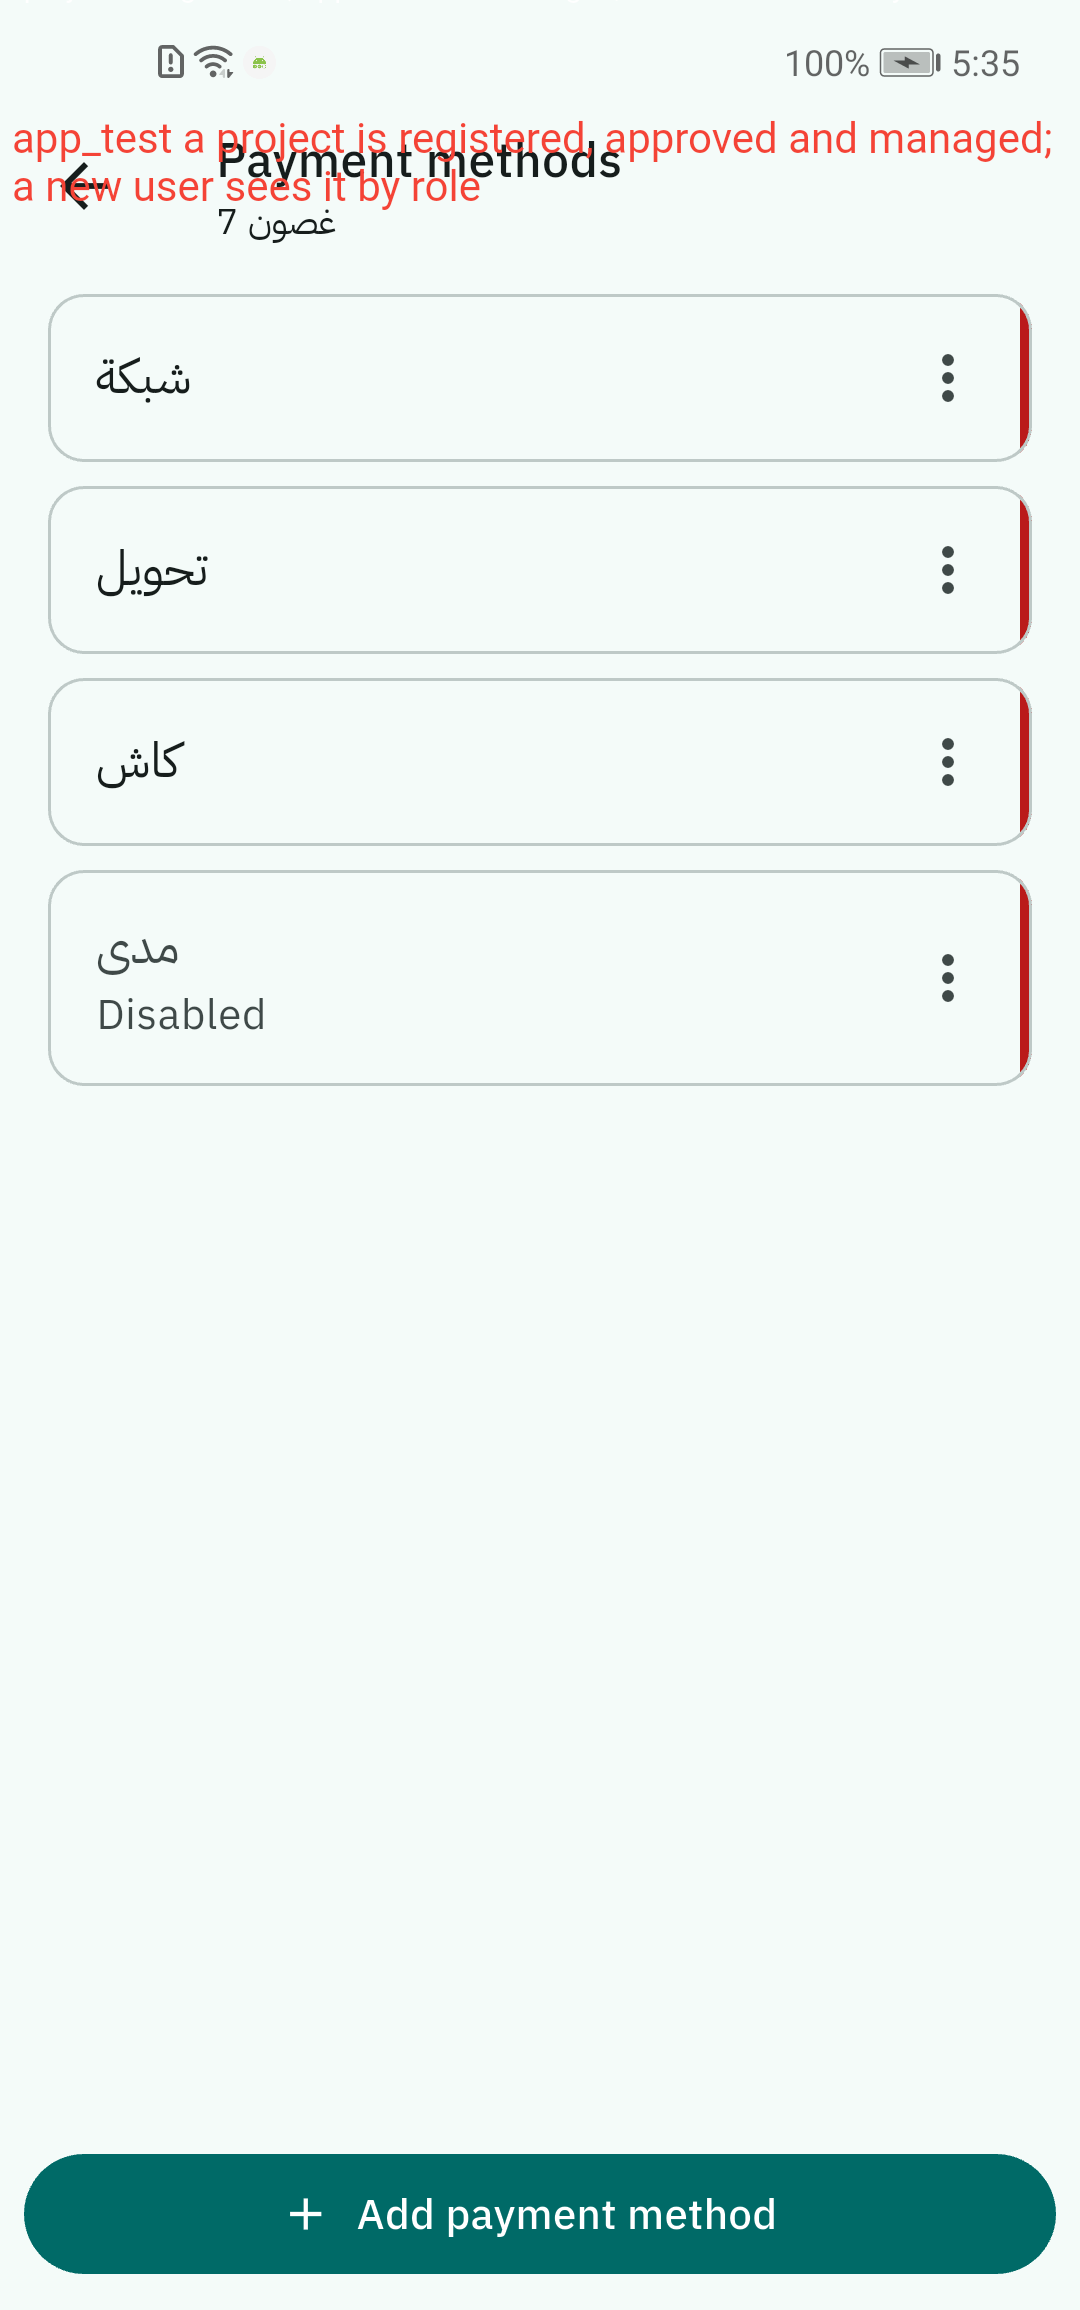 100% 5:35
app_test a project is registered, approved and managed;
a new user sees it by role
Payment methods
غصون 7
شبكة
تحويل
كاش
مدى
Disabled
Add payment method